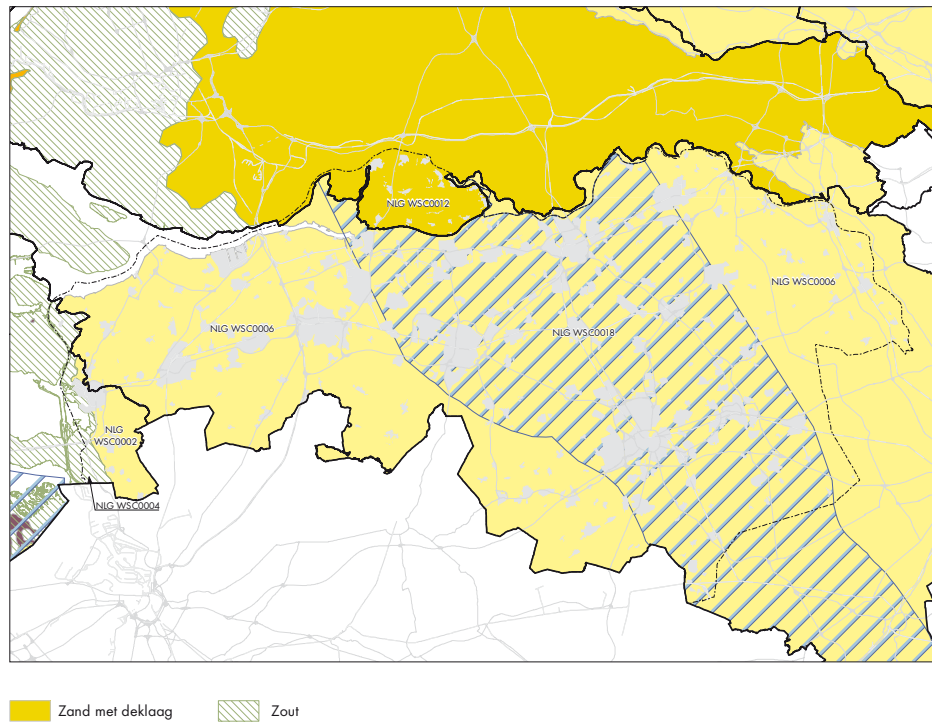 NLG WSC0012
NLG WSC0006
NLG WSC0006
NLG WSC0018
NLG
WSC0002
NLG WSC0004
Zand met deklaag
Zout